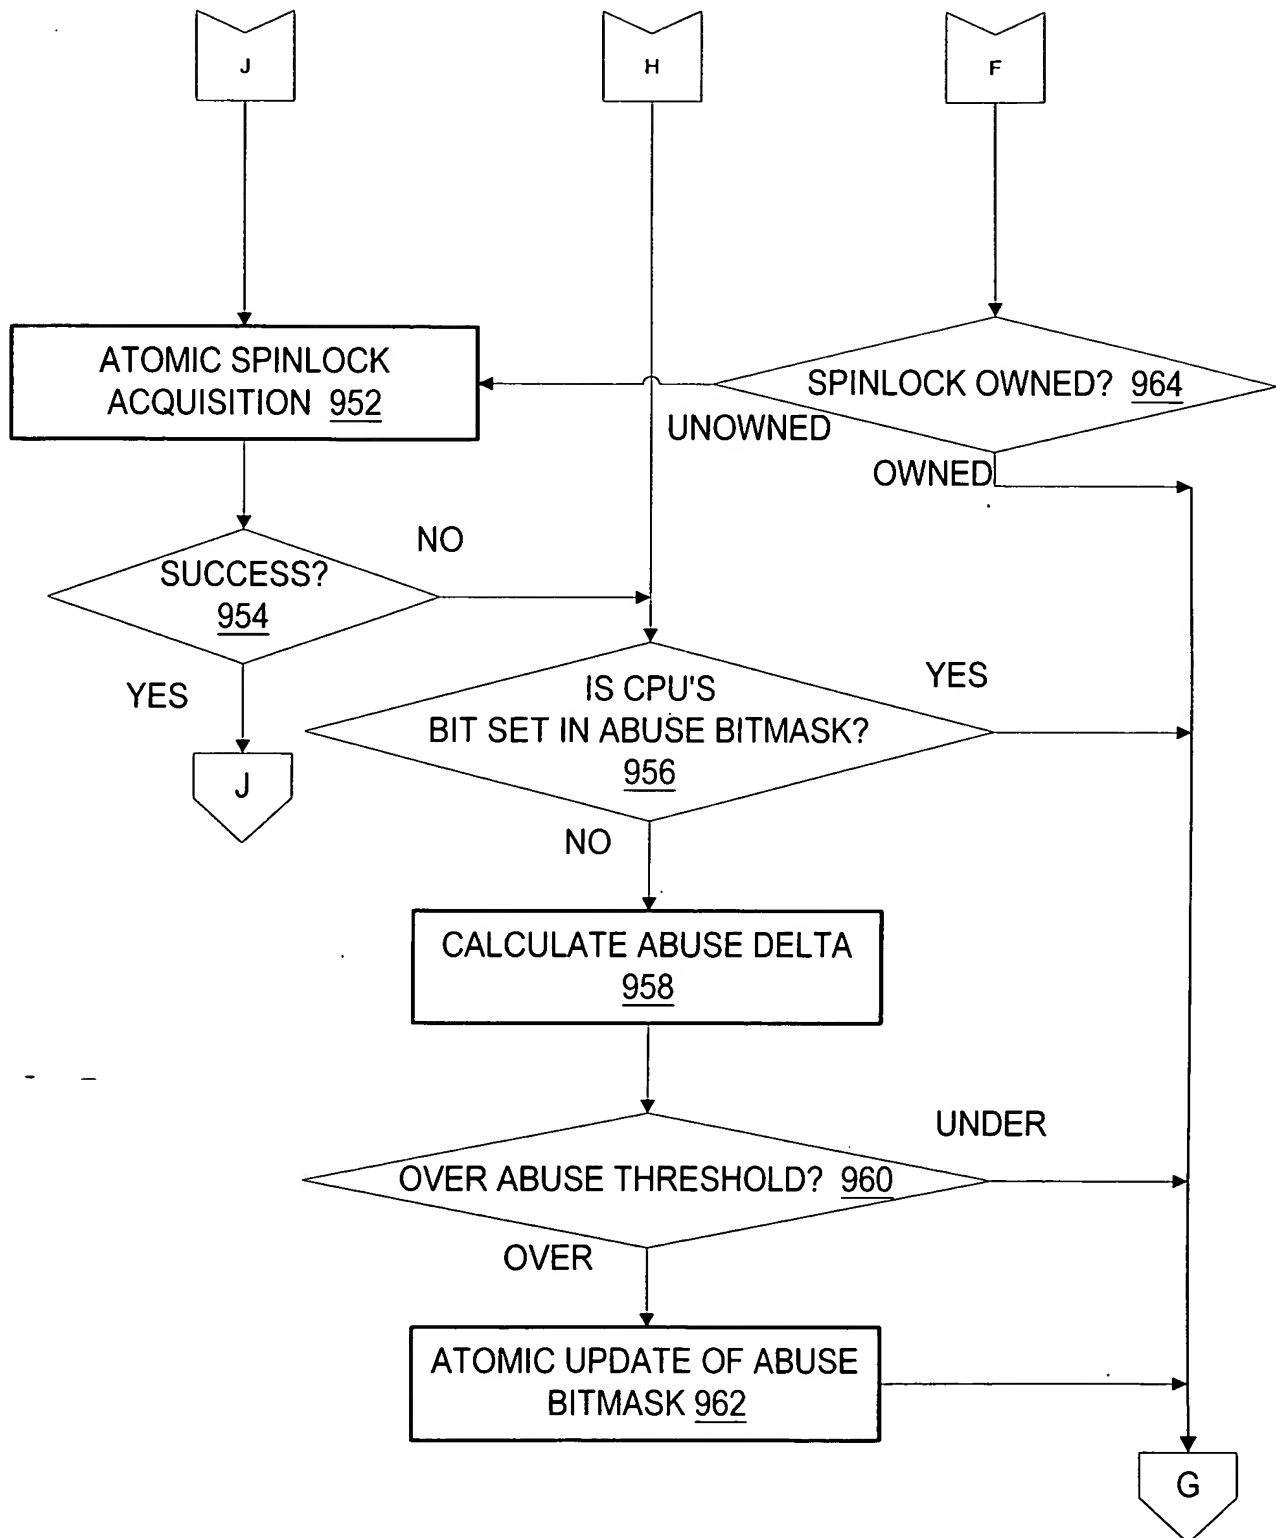 J
H
F
ATOMIC SPINLOCK
ACQUISITION 952
SPINLOCK OWNED? 964
UNOWNED
OWNED
NO
SUCCESS?
954
YES
IS CPU'S
BIT SET IN ABUSE BITMASK?
956
YES
J
NO
CALCULATE ABUSE DELTA
958
UNDER
OVER ABUSE THRESHOLD? 960
OVER
ATOMIC UPDATE OF ABUSE
BITMASK 962
G